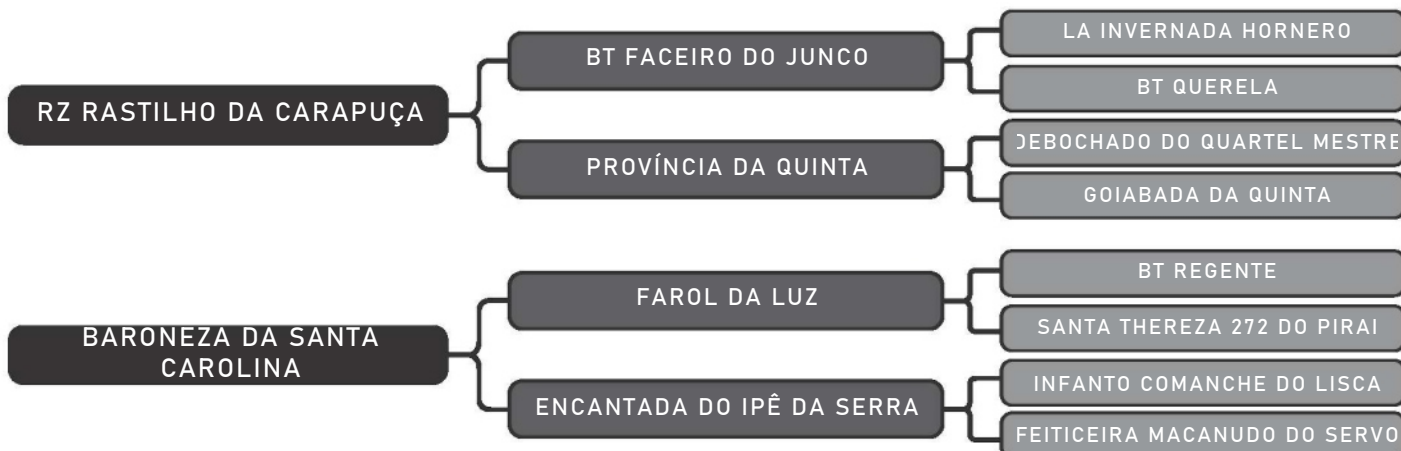 RZ RASTILHO DA CARAPUÇA
BT FACEIRO DO JUNCO
LA INVERNADA HORNERO
BT QUERELA
PROVÍNCIA DA QUINTA
DEBOCHADO DO QUARTEL MESTRE
GOIABADA DA QUINTA
BARONEZA DA SANTA
CAROLINA
FAROL DA LUZ
BT REGENTE
SANTA THEREZA 272 DO PIRAI
ENCANTADA DO IPÊ DA SERRA
INFANTO COMANCHE DO LISCA
FEITICEIRA MACANUDO DO SERVO